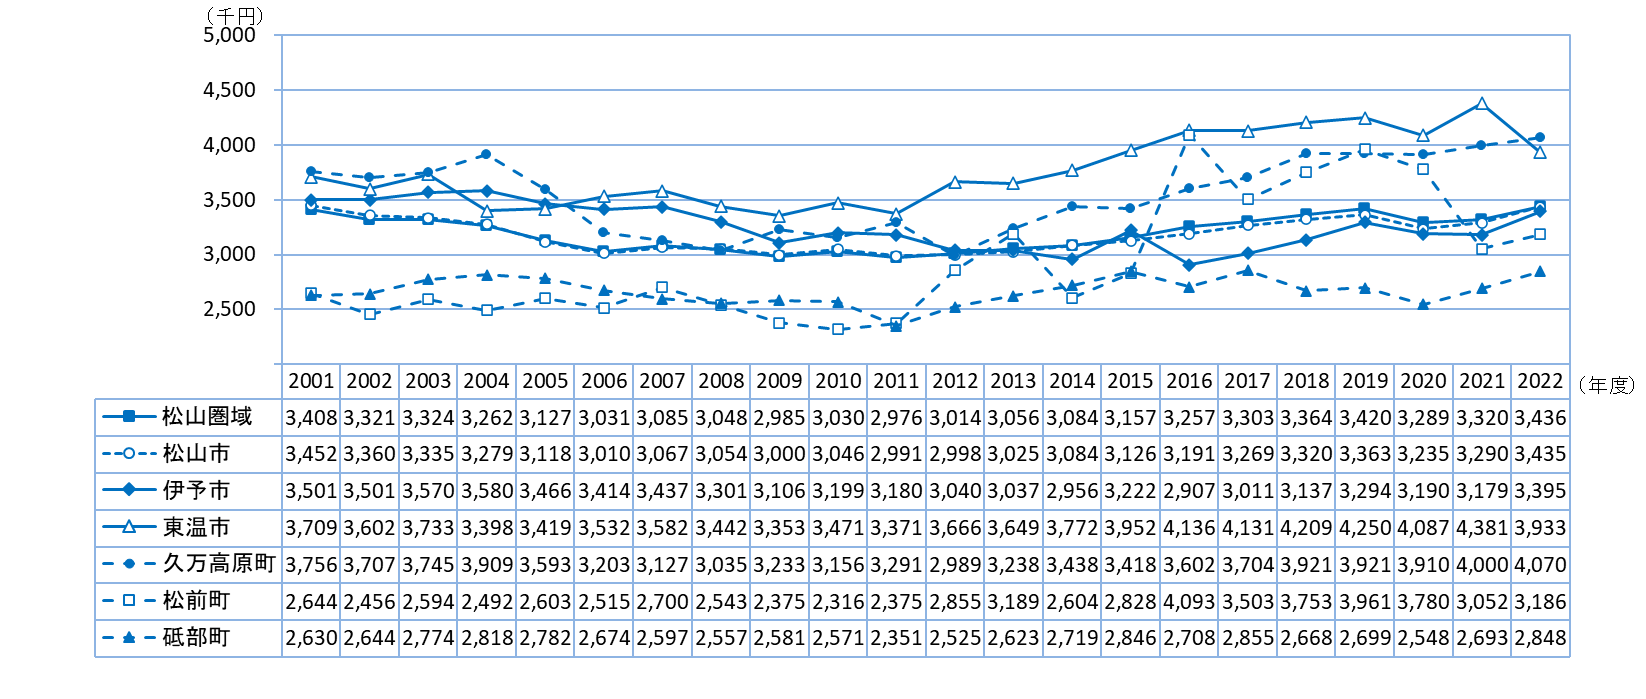 （千円）
5,000
4,500
4,000
3,500
3,000
2,500
2001 2002 2003 2004 2005 2006 2007 2008 2009 2010 2011 2012 2013 2014 2015 2016 2017 2018 2019 2020 2021 2022
（年度）
松山圏域 3,408 3,321 3,324 3,262 3,127 3,031 3,085 3,048 2,985 3,030 2,976 3,014 3,056 3,084 3,157 3,257 3,303 3,364 3,420 3,289 3,320 3,436
松山市 3,452 3,360 3,335 3,279 3,118 3,010 3,067 3,054 3,000 3,046 2,991 2,998 3,025 3,084 3,126 3,191 3,269 3,320 3,363 3,235 3,290 3,435
伊予市 3,501 3,501 3,570 3,580 3,466 3,414 3,437 3,301 3,106 3,199 3,180 3,040 3,037 2,956 3,222 2,907 3,011 3,137 3,294 3,190 3,179 3,395
東温市 3,709 3,602 3,733 3,398 3,419 3,532 3,582 3,442 3,353 3,471 3,371 3,666 3,649 3,772 3,952 4,136 4,131 4,209 4,250 4,087 4,381 3,933
久万高原町 3,756 3,707 3,745 3,909 3,593 3,203 3,127 3,035 3,233 3,156 3,291 2,989 3,238 3,438 3,418 3,602 3,704 3,921 3,921 3,910 4,000 4,070
松前町 2,644 2,456 2,594 2,492 2,603 2,515 2,700 2,543 2,375 2,316 2,375 2,855 3,189 2,604 2,828 4,093 3,503 3,753 3,961 3,780 3,052 3,186
砥部町 2,630 2,644 2,774 2,818 2,782 2,674 2,597 2,557 2,581 2,571 2,351 2,525 2,623 2,719 2,846 2,708 2,855 2,668 2,699 2,548 2,693 2,848